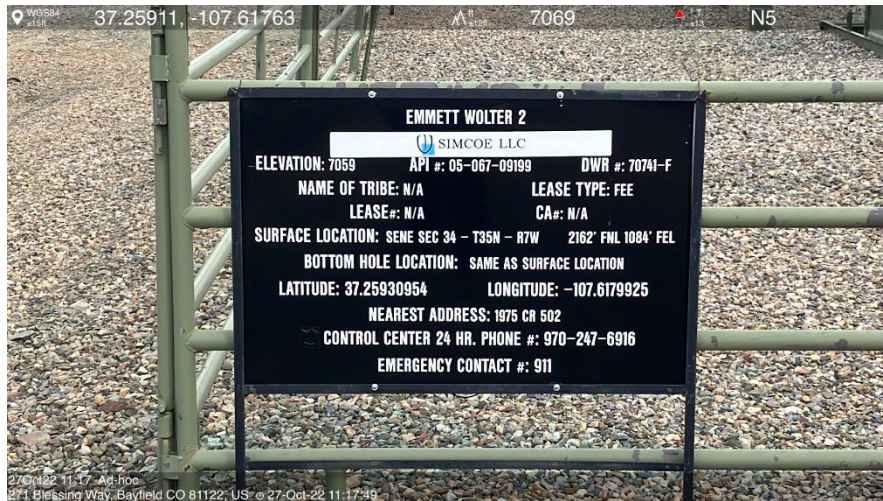 WGS84 ±15ft 37.25911, -107.61763 ft ±12ft 7069 °T ±13 N5
EMMETT WOLTER 2
SIMCOE LLC
ELEVATION: 7059 API #: 05-067-09199 DWR #: 70741-F
NAME OF TRIBE: N/A LEASE TYPE: FEE
LEASE#: N/A CA#: N/A
SURFACE LOCATION: SENE SEC 34 - T35N - R7W 2162' FNL 1084' FEL
BOTTOM HOLE LOCATION: SAME AS SURFACE LOCATION
LATITUDE: 37.25930954 LONGITUDE: -107.6179925
NEAREST ADDRESS: 1975 CR 502
CONTROL CENTER 24 HR. PHONE #: 970-247-6916
EMERGENCY CONTACT #: 911
27Oct22 11:17 Ad-hoc
271 Blessing Way, Bayfield CO 81122, US 27-Oct-22 11:17:49